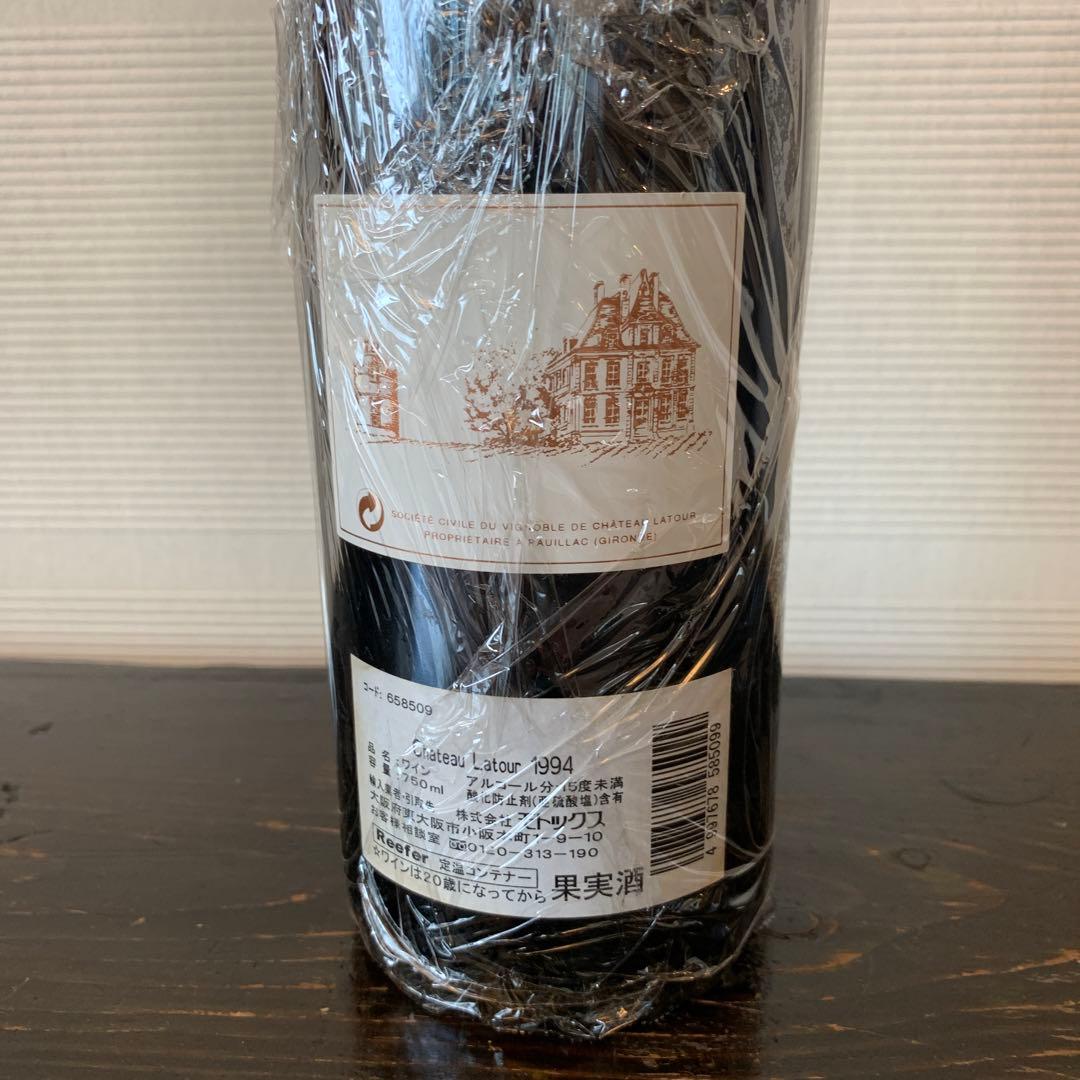 SOCIÉTÉ CIVILE DU VIGNOBLE DE CHÂTEAU LATOUR
PROPRIÉTAIRE A PAUILLAC (GIRONDE)
コード: 658509
Chateau Latour 1994
品名:ワイン アルコール分 15度未満
容量:750ml 酸化防止剤(亜硫酸塩)含有
輸入業者・引取先 株式会社モトックス
大阪府東大阪市小阪本町1-9-10
お客様相談室 0120-313-190
Reefer 定温コンテナー
☆ワインは20歳になってから 果実酒
4 997678 585099